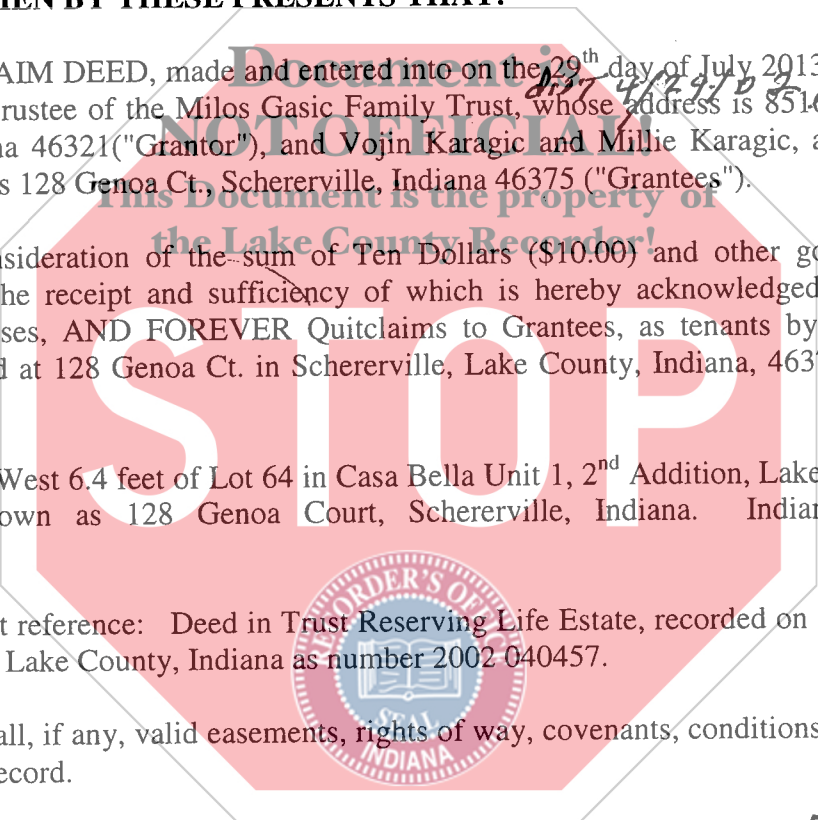 MEN BY THESE PRESENTS THAT:
Document is
AIM DEED, made and entered into on the 29th day of July 2013
rustee of the Milos Gasic Family Trust, whose address is 851
NOT OFFICIAL!
na 46321("Grantor"), and Vojin Karagic and Millie Karagic, a
s 128 Genoa Ct., Schererville, Indiana 46375 ("Grantees").
This Document is the property of
the Lake County Recorder!
nsideration of the sum of Ten Dollars ($10.00) and other go
he receipt and sufficiency of which is hereby acknowledged
ses, AND FOREVER Quitclaims to Grantees, as tenants by
d at 128 Genoa Ct. in Schererville, Lake County, Indiana, 463
STOP
West 6.4 feet of Lot 64 in Casa Bella Unit 1, 2nd Addition, Lake
own as 128 Genoa Court, Schererville, Indiana. Indian
t reference: Deed in Trust Reserving Life Estate, recorded on
Lake County, Indiana as number 2002 040457.
RECORDER'S OFFICE
SEAL
INDIANA
all, if any, valid easements, rights of way, covenants, conditions
ecord.